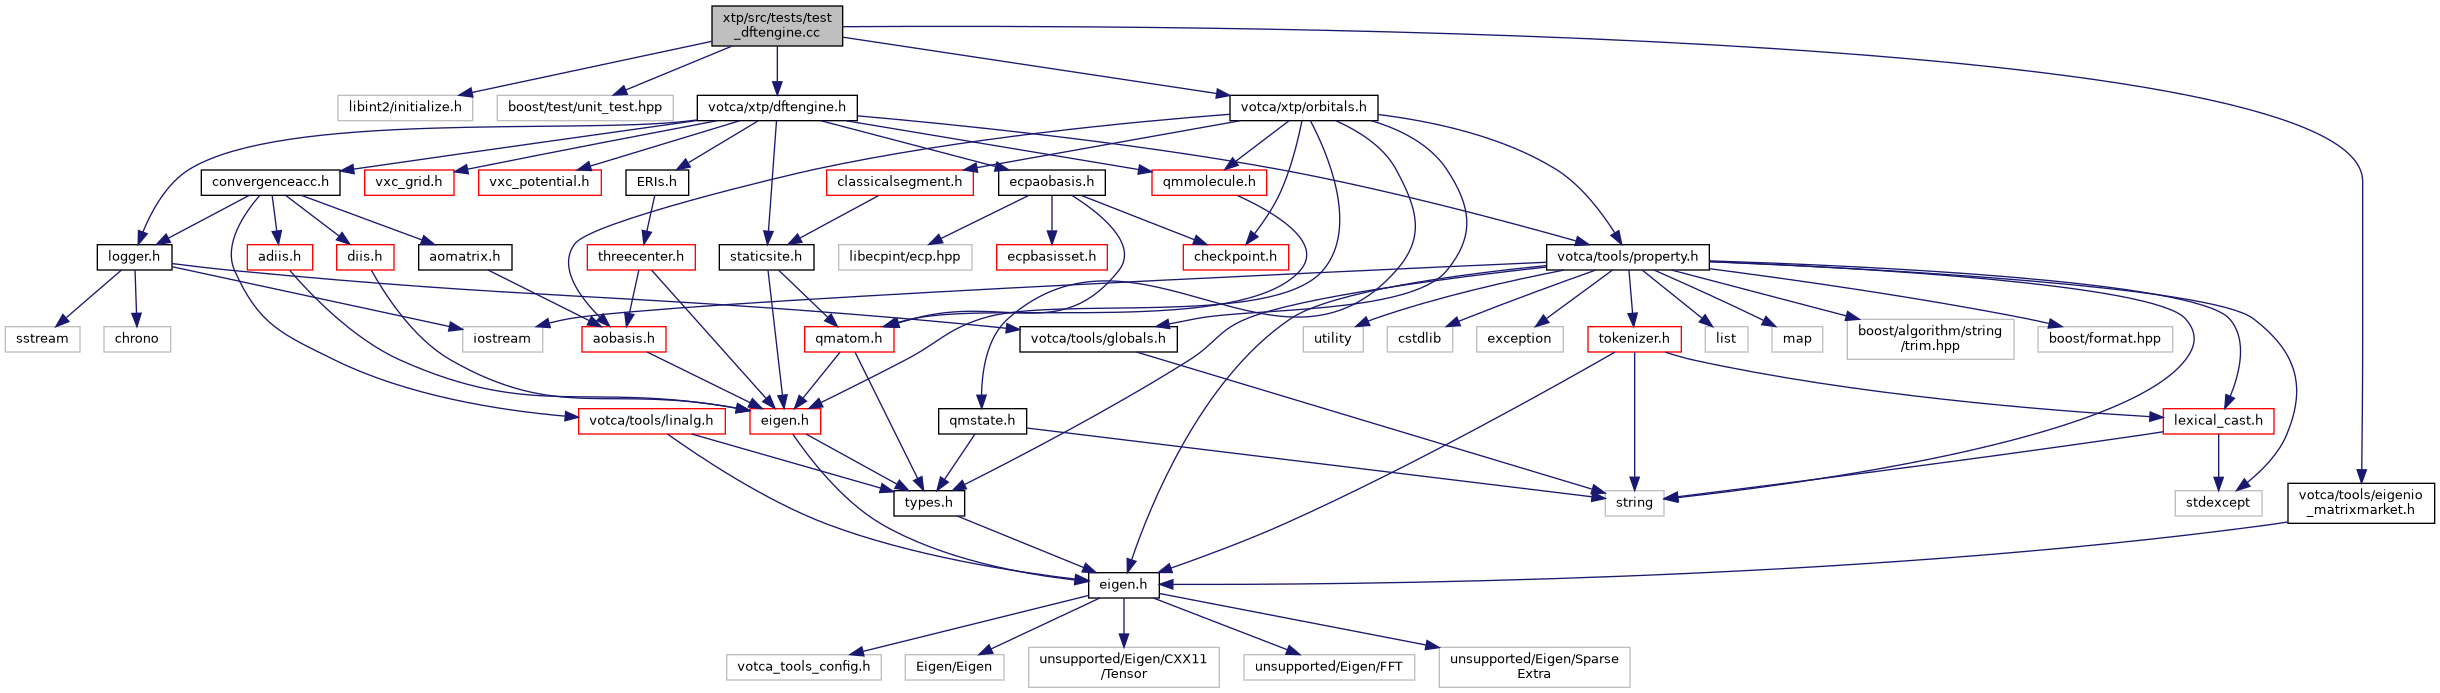 xtp/src/tests/test
_dftengine.cc
libint2/initialize.h
boost/test/unit_test.hpp
votca/xtp/dftengine.h
votca/xtp/orbitals.h
convergenceacc.h
vxc_grid.h
vxc_potential.h
ERIs.h
classicalsegment.h
ecpaobasis.h
qmmolecule.h
logger.h
adiis.h
diis.h
aomatrix.h
threecenter.h
staticsite.h
libecpint/ecp.hpp
ecpbasisset.h
checkpoint.h
votca/tools/property.h
sstream
chrono
iostream
aobasis.h
qmatom.h
votca/tools/globals.h
utility
cstdlib
exception
tokenizer.h
list
map
boost/algorithm/string
/trim.hpp
boost/format.hpp
votca/tools/linalg.h
eigen.h
qmstate.h
lexical_cast.h
types.h
string
stdexcept
votca/tools/eigenio
_matrixmarket.h
eigen.h
votca_tools_config.h
Eigen/Eigen
unsupported/Eigen/CXX11
/Tensor
unsupported/Eigen/FFT
unsupported/Eigen/Sparse
Extra